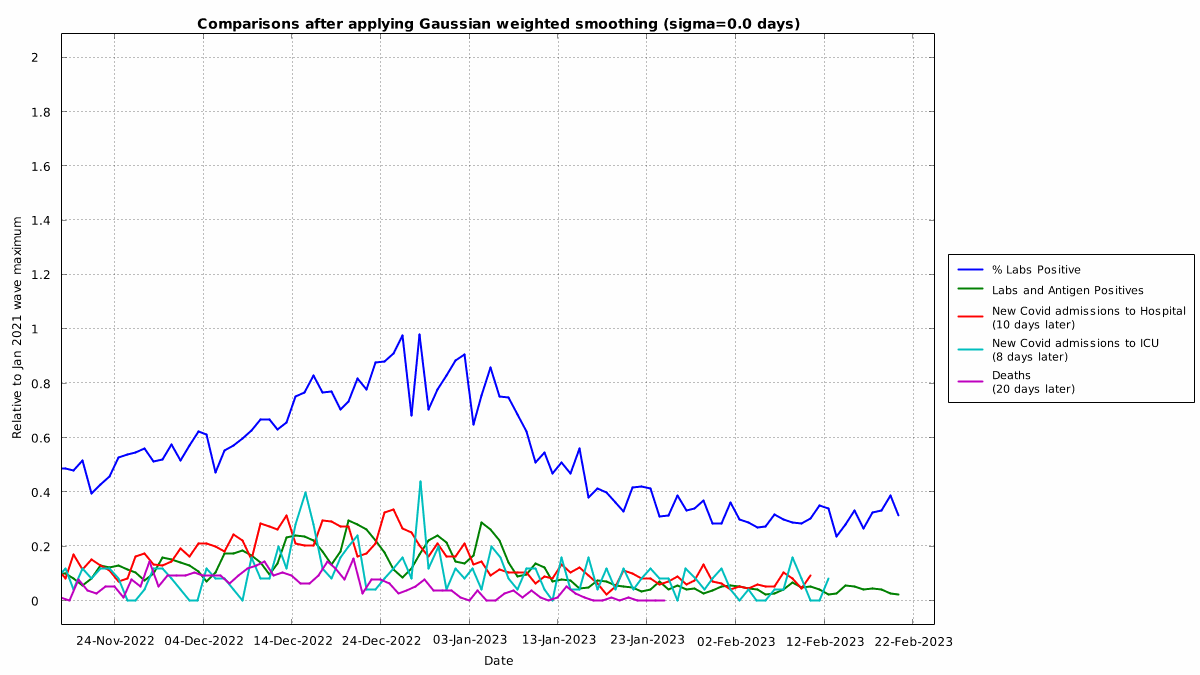 Comparisons after applying Gaussian weighted smoothing (sigma=0.0 days)
Relative to Jan 2021 wave maximum
2
1.8
1.6
1.4
1.2
1
0.8
0.6
0.4
0.2
0
24-Nov-2022
04-Dec-2022
14-Dec-2022
24-Dec-2022
03-Jan-2023
13-Jan-2023
23-Jan-2023
02-Feb-2023
12-Feb-2023
22-Feb-2023
Date
% Labs Positive
Labs and Antigen Positives
New Covid admissions to Hospital
(10 days later)
New Covid admissions to ICU
(8 days later)
Deaths
(20 days later)